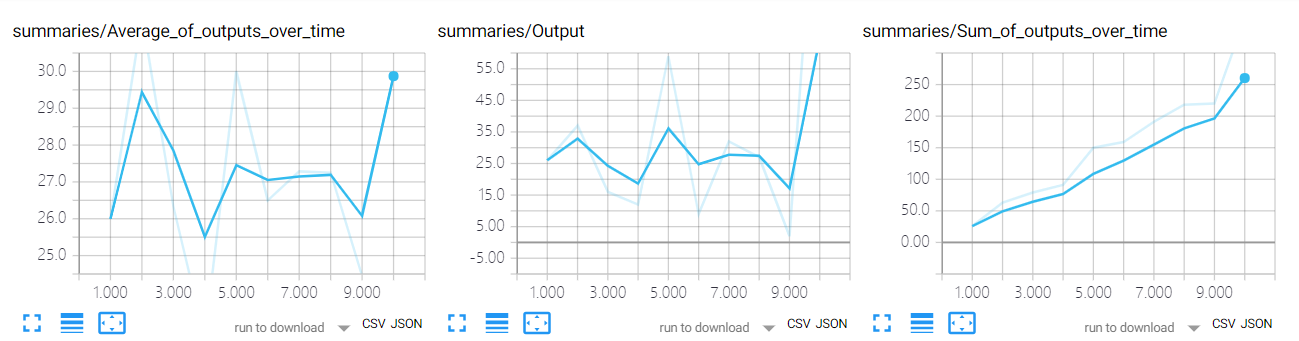 summaries/Average_of_outputs_over_time
30.0
29.0
28.0
27.0
26.0
25.0
1.000 3.000 5.000 7.000 9.000
run to download CSV JSON
summaries/Output
55.0
45.0
35.0
25.0
15.0
5.00
-5.00
1.000 3.000 5.000 7.000 9.000
run to download CSV JSON
summaries/Sum_of_outputs_over_time
250
200
150
100
50.0
0.00
1.000 3.000 5.000 7.000 9.000
run to download CSV JSON